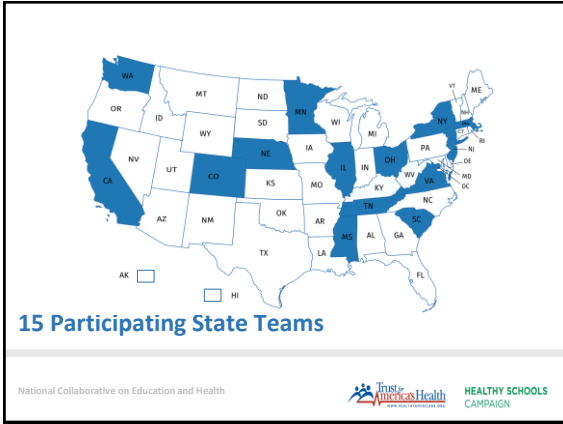 WA
MT
ND
MN
VT
ME
OR
ID
SD
WI
MI
NY
NH
MA
CT
RI
WY
IA
PA
NJ
NV
NE
IL
IN
OH
DE
UT
CO
WV
VA
MD
DC
CA
KS
MO
KY
NC
AZ
NM
OK
AR
TN
SC
MS
AL
GA
TX
LA
FL
AK
HI
15 Participating State Teams
National Collaborative on Education and Health
Trust for
America's Health
WWW.HEALTHYAMERICANS.ORG
HEALTHY SCHOOLS
CAMPAIGN